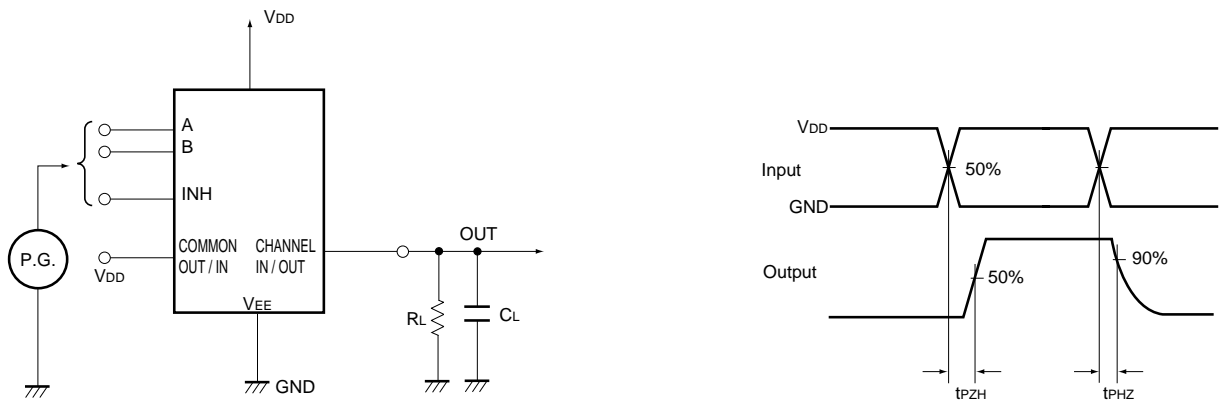 VDD
A
B
INH
COMMON
OUT / IN
CHANNEL
IN / OUT
VEE
P.G.
VDD
GND
OUT
RL
CL
VDD
Input
GND
50%
Output
50%
90%
tPZH
tPHZ